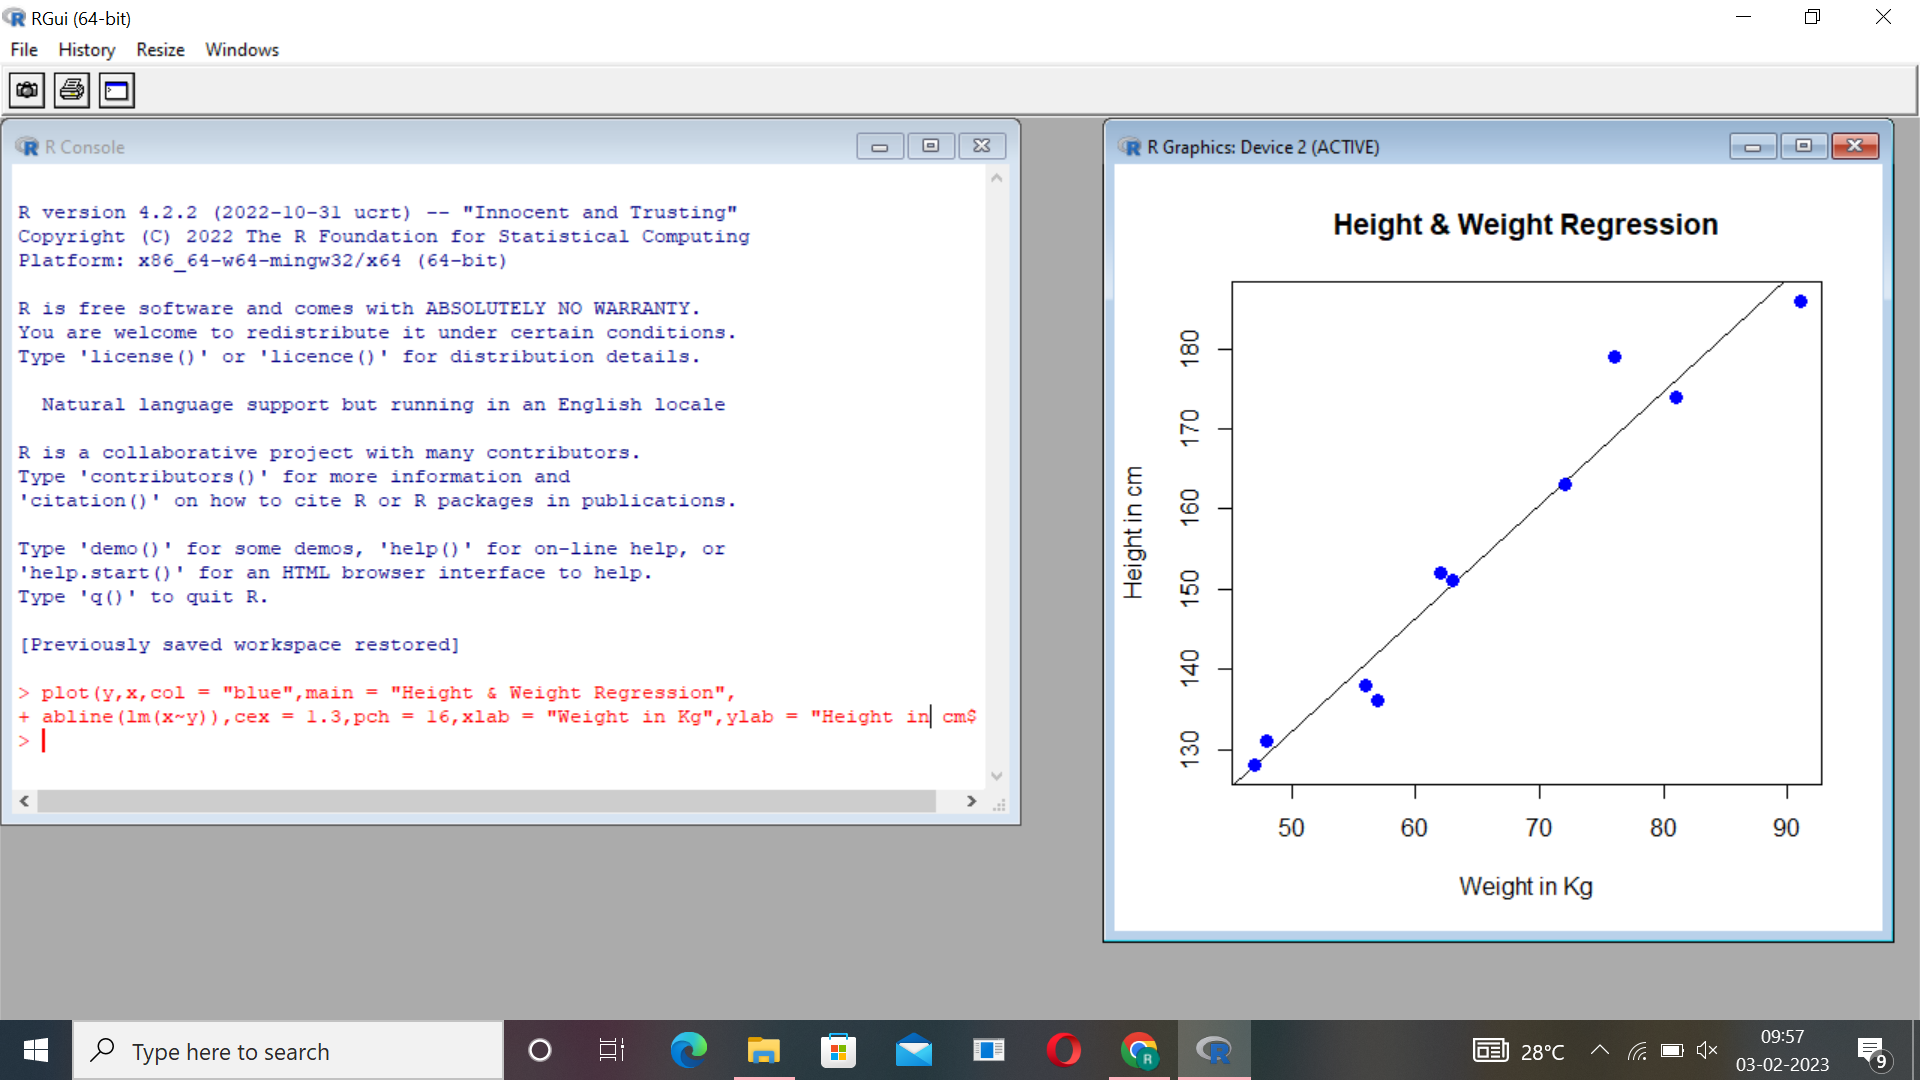 RGui (64-bit)
File History Resize Windows
R Console
R version 4.2.2 (2022-10-31 ucrt) -- "Innocent and Trusting"
Copyright (C) 2022 The R Foundation for Statistical Computing
Platform: x86_64-w64-mingw32/x64 (64-bit)
R is free software and comes with ABSOLUTELY NO WARRANTY.
You are welcome to redistribute it under certain conditions.
Type 'license()' or 'licence()' for distribution details.
Natural language support but running in an English locale
R is a collaborative project with many contributors.
Type 'contributors()' for more information and
'citation()' on how to cite R or R packages in publications.
Type 'demo()' for some demos, 'help()' for on-line help, or
'help.start()' for an HTML browser interface to help.
Type 'q()' to quit R.
[Previously saved workspace restored]
> plot(y,x,col = "blue",main = "Height & Weight Regression",
+ abline(lm(x~y)),cex = 1.3,pch = 16,xlab = "Weight in Kg",ylab = "Height in cm$
>
R Graphics: Device 2 (ACTIVE)
Height & Weight Regression
Height in cm
180
170
160
150
140
130
50 60 70 80 90
Weight in Kg
Type here to search
28°C
09:57
03-02-2023
9